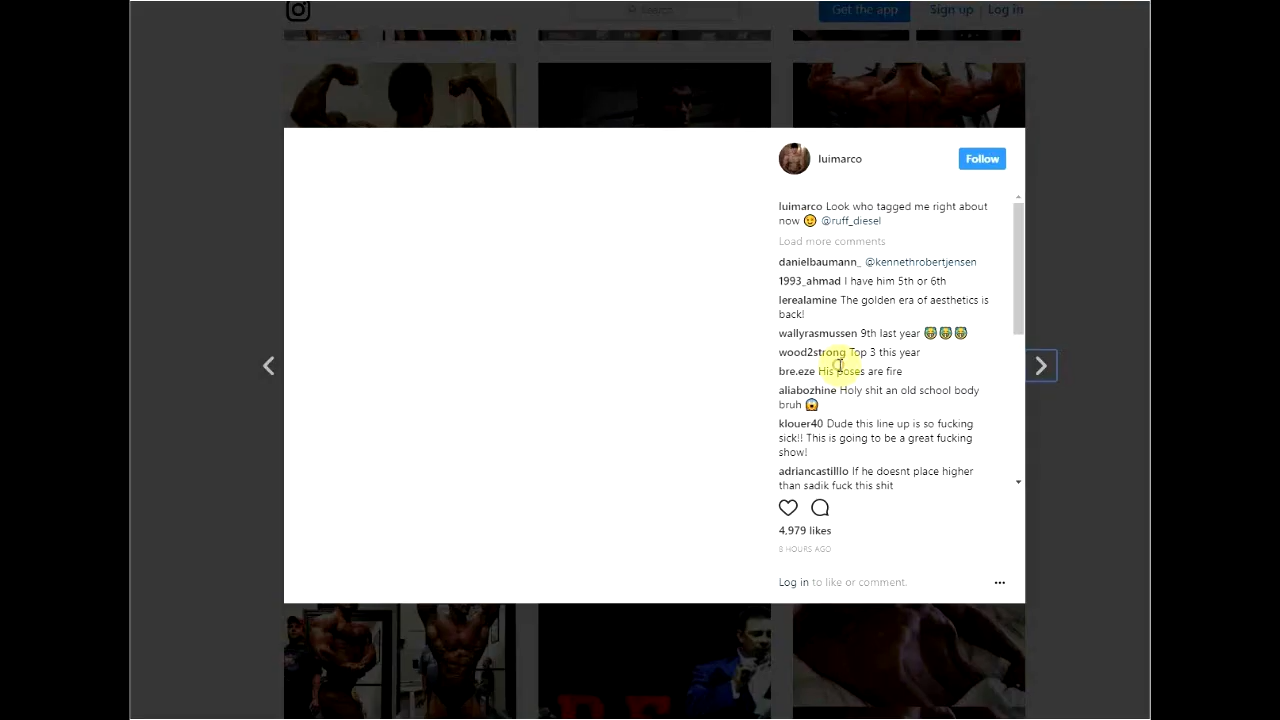 Search
Get the app
Sign up
Log in
luimarco
Follow
luimarco Look who tagged me right about
now 😉 @ruff_diesel
Load more comments
danielbaumann_ @kennethrobertjensen
1993_ahmad I have him 5th or 6th
lerealamine The golden era of aesthetics is
back!
wallyrasmussen 9th last year
wood2strong Top 3 this year
bre.eze His poses are fire
aliabozhine Holy shit an old school body
bruh 😱
klouer40 Dude this line up is so fucking
sick!! This is going to be a great fucking
show!
adriancastilllo If he doesnt place higher
than sadik fuck this shit
4,979 likes
8 HOURS AGO
Log in to like or comment.